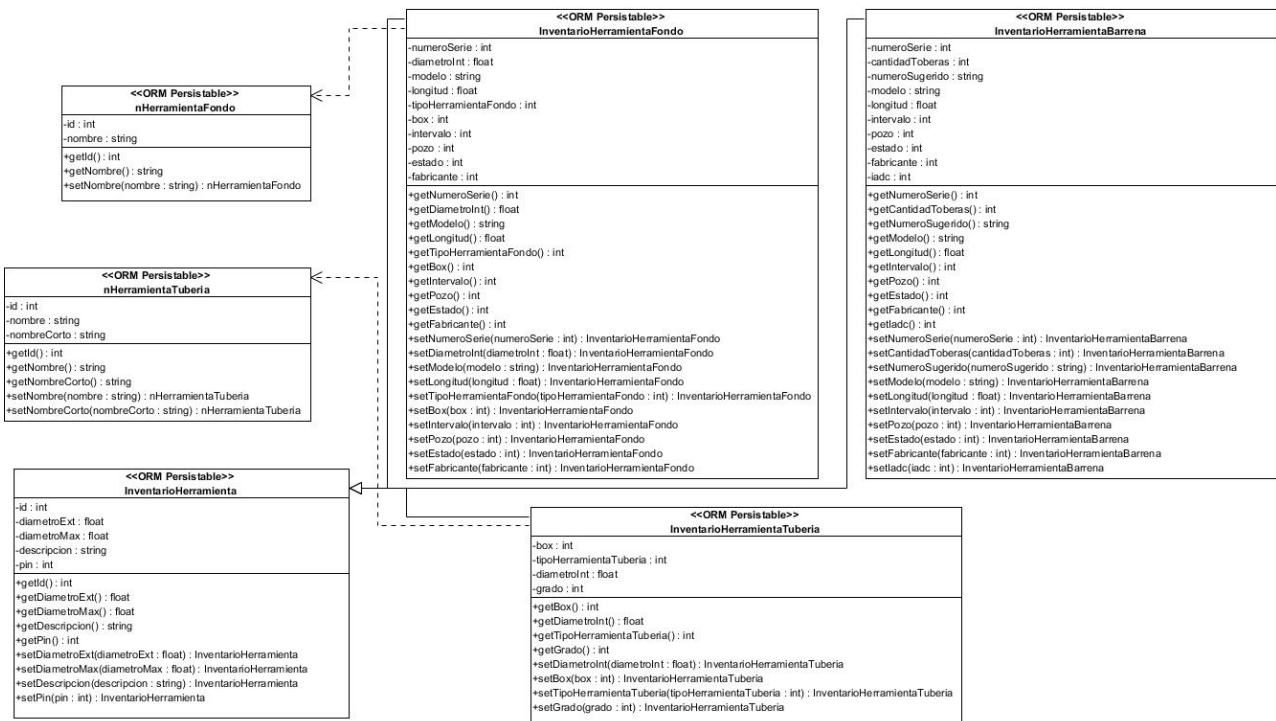 <<ORM Persistable>>
InventarioHerramientaFondo
-numeroSerie : int
-diametroInt : float
-modelo : string
-longitud : float
-tipoHerramientaFondo : int
-box : int
-intervalo : int
-pozo : int
-estado : int
-fabricante : int
+getNumeroSerie() : int
+getDiametroInt() : float
+getModelo() : string
+getLongitud() : float
+getTipoHerramientaFondo() : int
+getBox() : int
+getIntervalo() : int
+getPozo() : int
+getEstado() : int
+getFabricante() : int
+setNumeroSerie(numeroSerie : int) : InventarioHerramientaFondo
+setDiametroInt(diametroInt : float) : InventarioHerramientaFondo
+setModelo(modelo : string) : InventarioHerramientaFondo
+setLongitud(longitud : float) : InventarioHerramientaFondo
+setTipoHerramientaFondo(tipoHerramientaFondo : int) : InventarioHerramientaFondo
+setBox(box : int) : InventarioHerramientaFondo
+setIntervalo(intervalo : int) : InventarioHerramientaFondo
+setPozo(pozo : int) : InventarioHerramientaFondo
+setEstado(estado : int) : InventarioHerramientaFondo
+setFabricante(fabricante : int) : InventarioHerramientaFondo
<<ORM Persistable>>
InventarioHerramientaBarrena
-numeroSerie : int
-cantidadToberas : int
-numeroSugerido : string
-modelo : string
-longitud : float
-intervalo : int
-pozo : int
-estado : int
-fabricante : int
-iadc : int
+getNumeroSerie() : int
+getCantidadToberas() : int
+getNumeroSugerido() : string
+getModelo() : string
+getLongitud() : float
+getIntervalo() : int
+getPozo() : int
+getEstado() : int
+getFabricante() : int
+getIadc() : int
+setNumeroSerie(numeroSerie : int) : InventarioHerramientaBarrena
+setCantidadToberas(cantidadToberas : int) : InventarioHerramientaBarrena
+setNumeroSugerido(numeroSugerido : string) : InventarioHerramientaBarrena
+setModelo(modelo : string) : InventarioHerramientaBarrena
+setLongitud(longitud : float) : InventarioHerramientaBarrena
+setIntervalo(intervalo : int) : InventarioHerramientaBarrena
+setPozo(pozo : int) : InventarioHerramientaBarrena
+setEstado(estado : int) : InventarioHerramientaBarrena
+setFabricante(fabricante : int) : InventarioHerramientaBarrena
+setIadc(iadc : int) : InventarioHerramientaBarrena
<<ORM Persistable>>
nHerramientaFondo
-id : int
-nombre : string
+getId() : int
+getNombre() : string
+setNombre(nombre : string) : nHerramientaFondo
<<ORM Persistable>>
nHerramientaTuberia
-id : int
-nombre : string
-nombreCorto : string
+getId() : int
+getNombre() : string
+getNombreCorto() : string
+setNombre(nombre : string) : nHerramientaTuberia
+setNombreCorto(nombreCorto : string) : nHerramientaTuberia
<<ORM Persistable>>
InventarioHerramienta
-id : int
-diametroExt : float
-diametroMax : float
-descripcion : string
-pin : int
+getId() : int
+getDiametroExt() : float
+getDiametroMax() : float
+getDescripcion() : string
+getPin() : int
+setDiametroExt(diametroExt : float) : InventarioHerramienta
+setDiametroMax(diametroMax : float) : InventarioHerramienta
+setDescripcion(descripcion : string) : InventarioHerramienta
+setPin(pin : int) : InventarioHerramienta
<<ORM Persistable>>
InventarioHerramientaTuberia
-box : int
-tipoHerramientaTuberia : int
-diametroInt : float
-grado : int
+getBox() : int
+getDiametroInt() : float
+getTipoHerramientaTuberia() : int
+getGrado() : int
+setDiametroInt(diametroInt : float) : InventarioHerramientaTuberia
+setBox(box : int) : InventarioHerramientaTuberia
+setTipoHerramientaTuberia(tipoHerramientaTuberia : int) : InventarioHerramientaTuberia
+setGrado(grado : int) : InventarioHerramientaTuberia